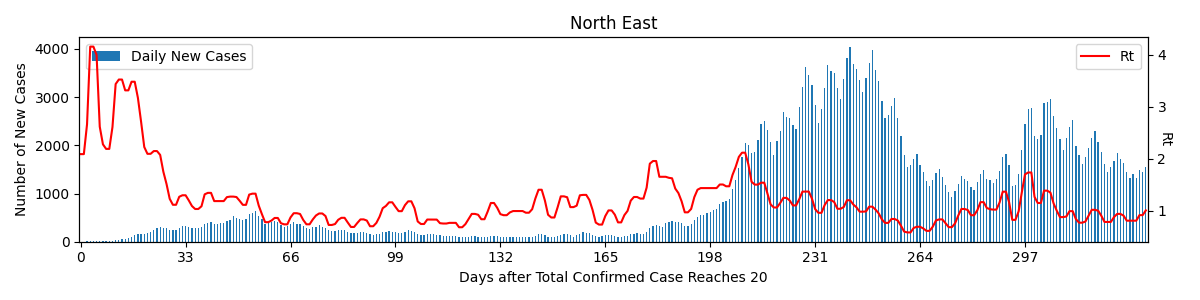 North East
Daily New Cases
Rt
Number of New Cases
4000
3000
2000
1000
0
4
3
2
1
Rt
0 33 66 99 132 165 198 231 264 297
Days after Total Confirmed Case Reaches 20